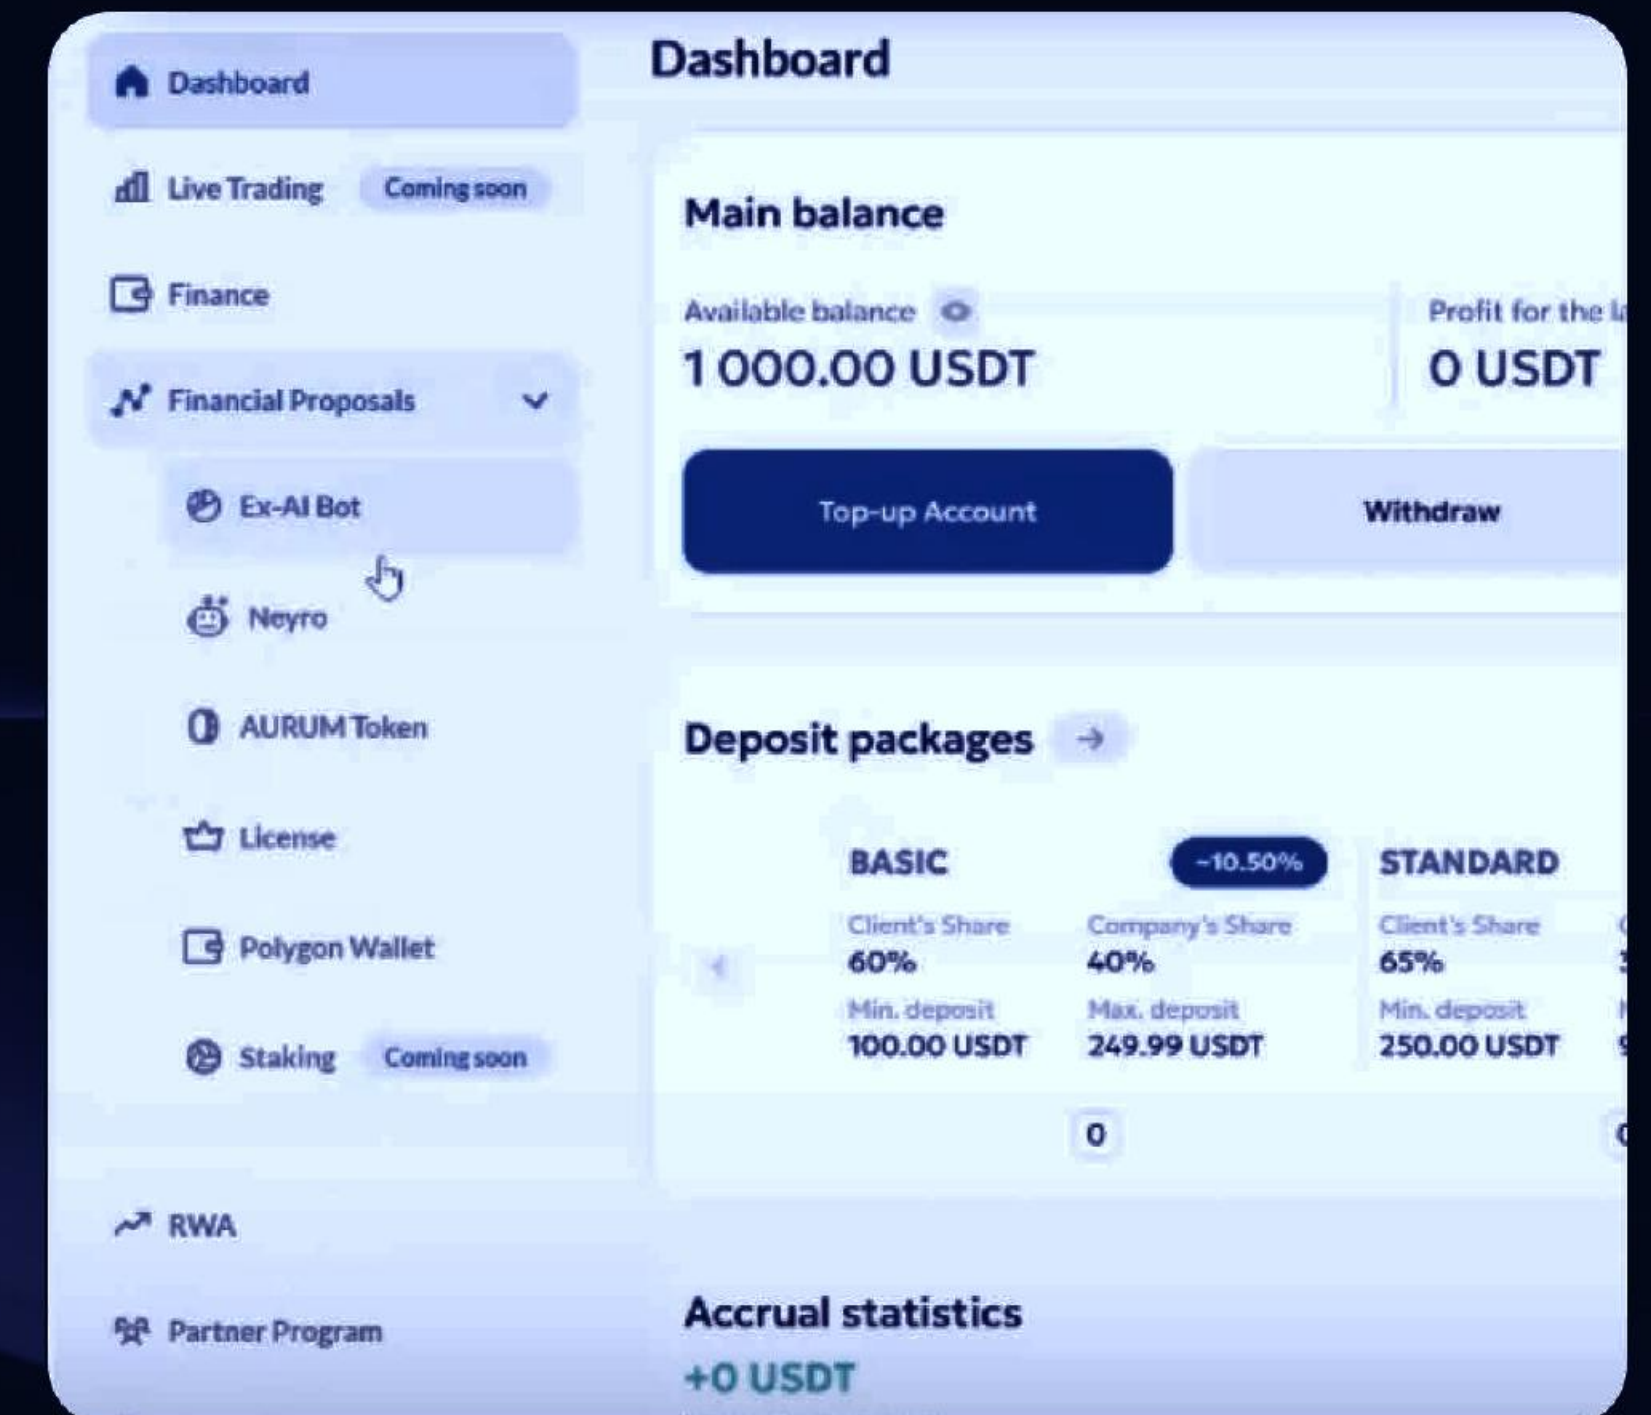 Dashboard
Live Trading Coming soon
Finance
Financial Proposals
Ex-AI Bot
Neyro
AURUM Token
License
Polygon Wallet
Staking Coming soon
RWA
Partner Program
Dashboard
Main balance
Available balance
1 000.00 USDT
Profit for the
0 USDT
Top-up Account
Withdraw
Deposit packages
BASIC ~10.50%
Client's Share Company's Share
60% 40%
Min. deposit Max. deposit
100.00 USDT 249.99 USDT
0
STANDARD
Client's Share
65%
Min. deposit
250.00 USDT
Accrual statistics
+0 USDT